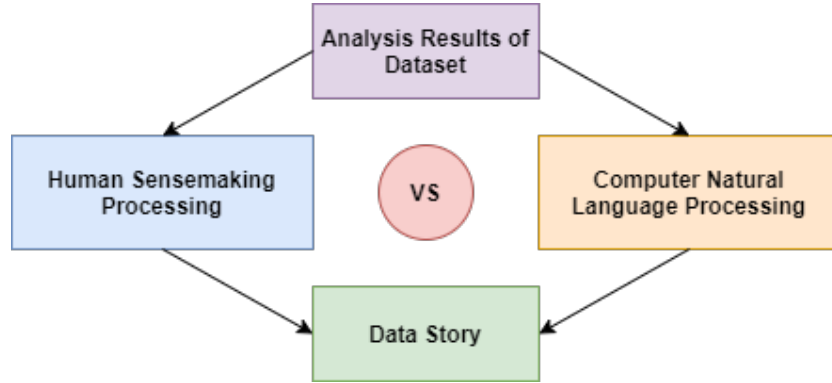 Analysis Results of
Dataset
Human Sensemaking
Processing
VS
Computer Natural
Language Processing
Data Story